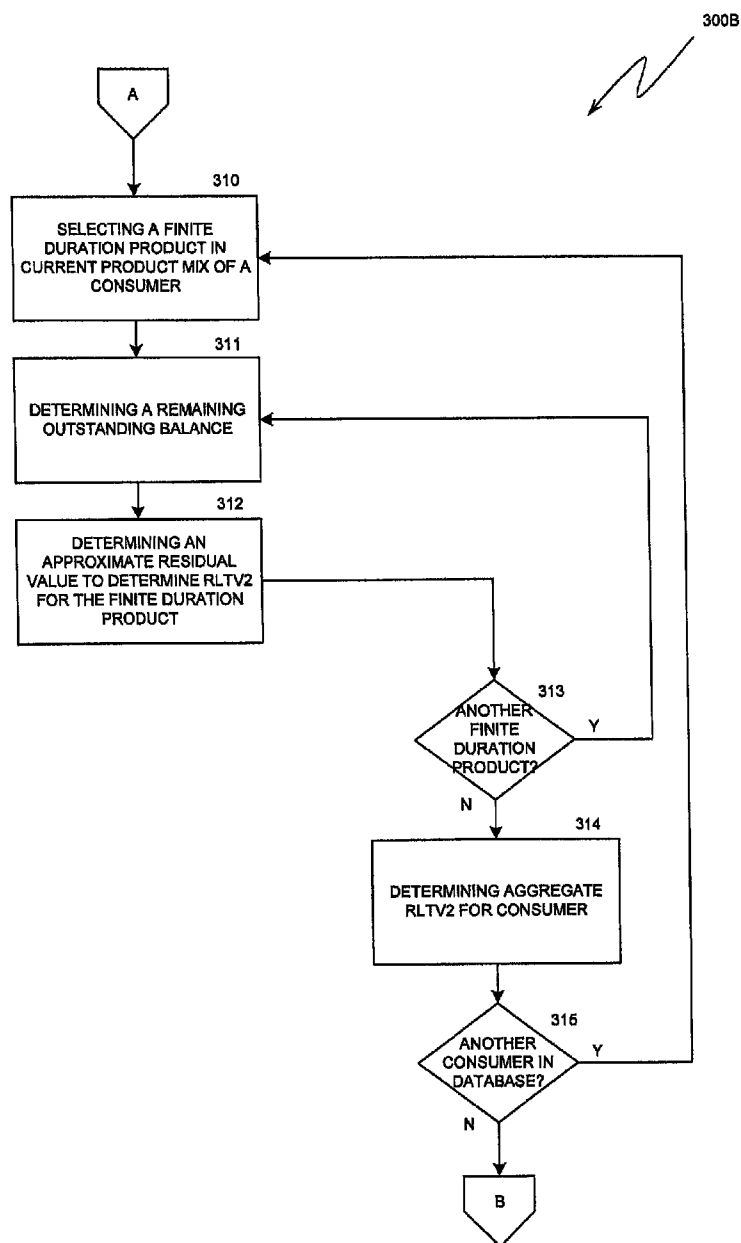 300B
A
310
SELECTING A FINITE
DURATION PRODUCT IN
CURRENT PRODUCT MIX OF A
CONSUMER
311
DETERMINING A REMAINING
OUTSTANDING BALANCE
312
DETERMINING AN
APPROXIMATE RESIDUAL
VALUE TO DETERMINE RLTV2
FOR THE FINITE DURATION
PRODUCT
313
ANOTHER
FINITE
DURATION
PRODUCT?
Y
N
314
DETERMINING AGGREGATE
RLTV2 FOR CONSUMER
315
ANOTHER
CONSUMER IN
DATABASE?
Y
N
B